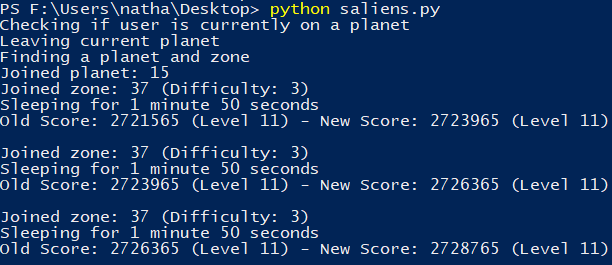 PS F:\Users\natha\Desktop> python saliens.py
Checking if user is currently on a planet
Leaving current planet
Finding a planet and zone
Joined planet: 15
Joined zone: 37 (Difficulty: 3)
Sleeping for 1 minute 50 seconds
Old Score: 2721565 (Level 11) - New Score: 2723965 (Level 11)
Joined zone: 37 (Difficulty: 3)
Sleeping for 1 minute 50 seconds
Old Score: 2723965 (Level 11) - New Score: 2726365 (Level 11)
Joined zone: 37 (Difficulty: 3)
Sleeping for 1 minute 50 seconds
Old Score: 2726365 (Level 11) - New Score: 2728765 (Level 11)